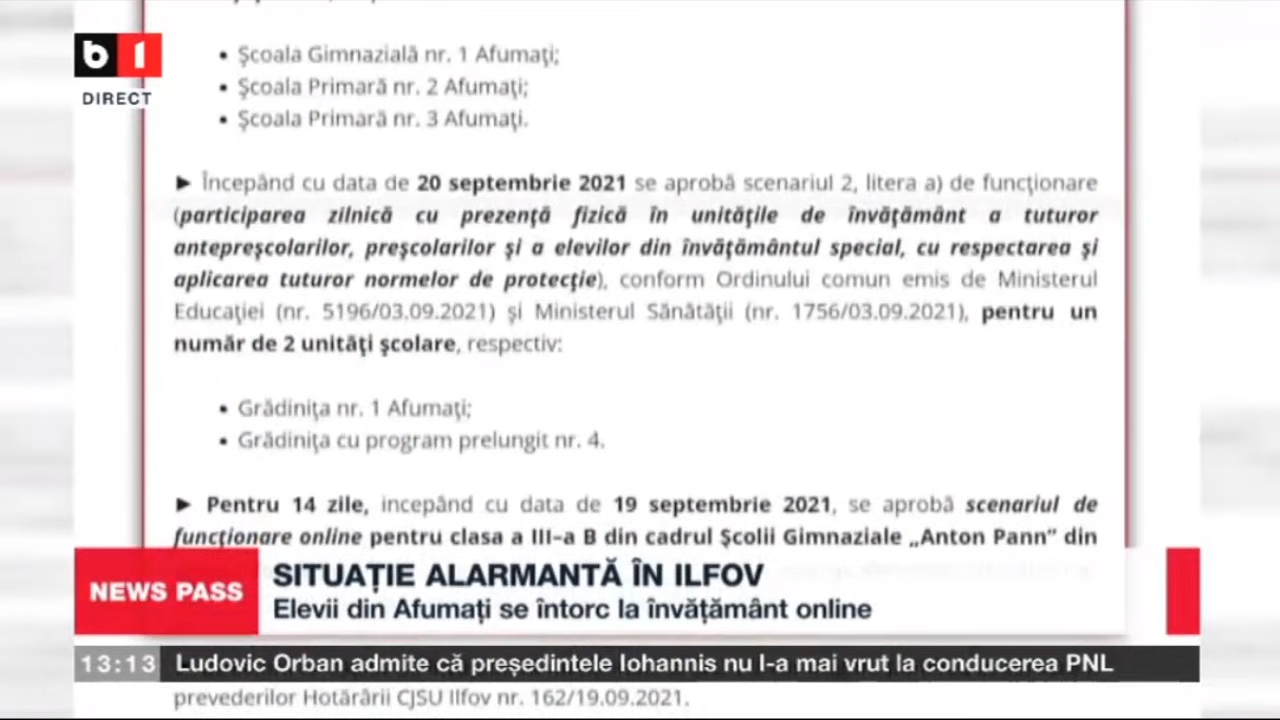 b1
DIRECT
• Şcoala Gimnazială nr. 1 Afumaţi;
• Şcoala Primară nr. 2 Afumaţi;
• Şcoala Primară nr. 3 Afumaţi.
► Începând cu data de 20 septembrie 2021 se aprobă scenariul 2, litera a) de funcţionare
(participarea zilnică cu prezenţă fizică în unităţile de învăţământ a tuturor
antepreşcolarilor, preşcolarilor şi a elevilor din învăţământul special, cu respectarea şi
aplicarea tuturor normelor de protecţie), conform Ordinului comun emis de Ministerul
Educaţiei (nr. 5196/03.09.2021) şi Ministerul Sănătăţii (nr. 1756/03.09.2021), pentru un
număr de 2 unităţi şcolare, respectiv:
• Grădiniţa nr. 1 Afumaţi;
• Grădiniţa cu program prelungit nr. 4.
► Pentru 14 zile, incepând cu data de 19 septembrie 2021, se aprobă scenariul de
funcţionare online pentru clasa a III-a B din cadrul Şcolii Gimnaziale „Anton Pann” din
NEWS PASS
SITUAȚIE ALARMANTĂ ÎN ILFOV
Elevii din Afumați se întorc la învățământ online
13:13 Ludovic Orban admite că președintele Iohannis nu l-a mai vrut la conducerea PNL
prevederilor Hotărârii CJSU Ilfov nr. 162/19.09.2021.